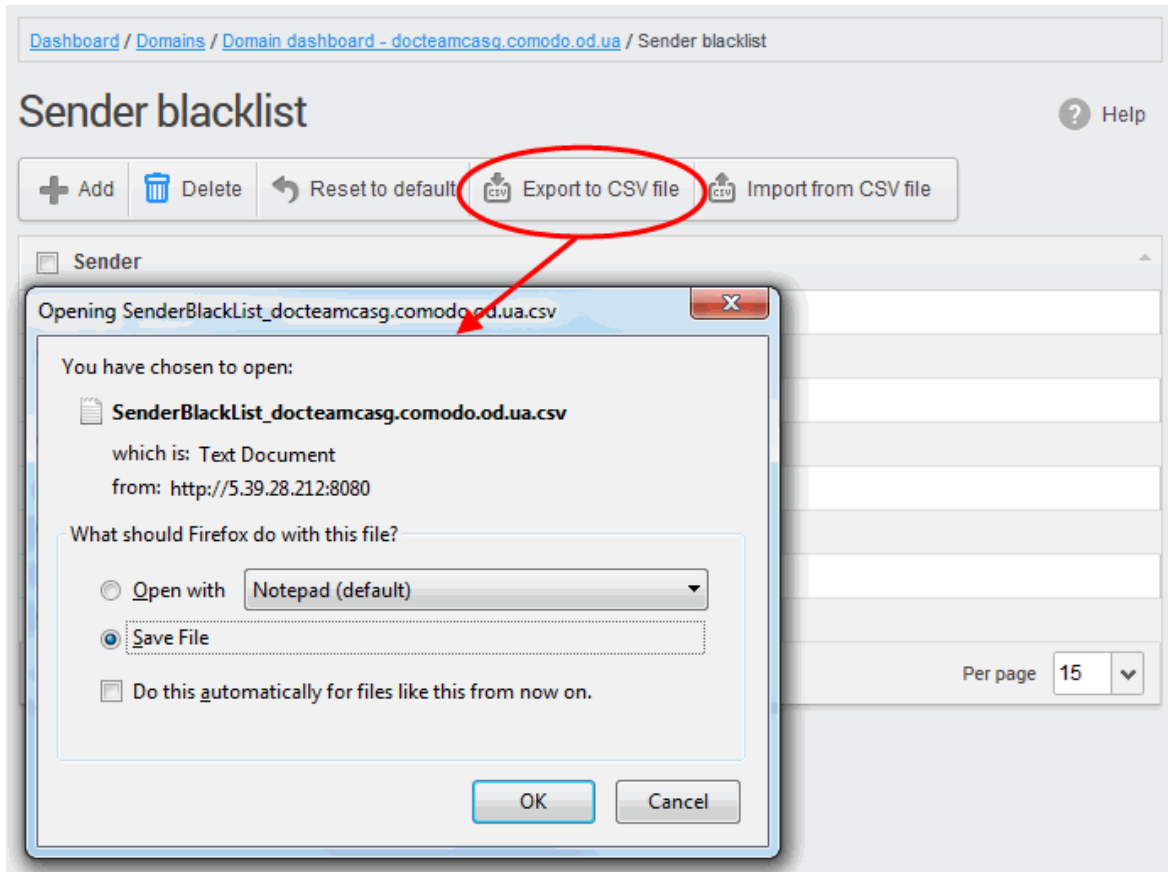 Dashboard / Domains / Domain dashboard - docteamcasg.comodo.od.ua / Sender blacklist
Sender blacklist
? Help
Add Delete Reset to default CSV Export to CSV file CSV Import from CSV file
Sender
Opening SenderBlackList_docteamcasg.comodo.od.ua.csv
You have chosen to open:
SenderBlackList_docteamcasg.comodo.od.ua.csv
which is: Text Document
from: http://5.39.28.212:8080
What should Firefox do with this file?
Open with Notepad (default)
Save File
Per page 15
Do this automatically for files like this from now on.
OK Cancel